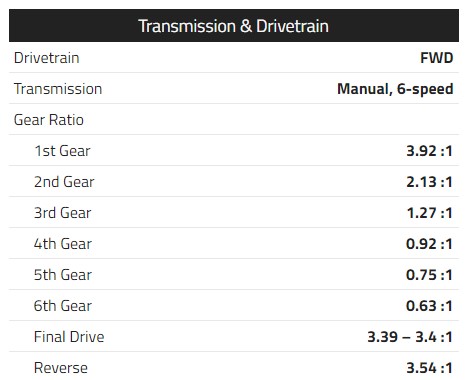 Transmission & Drivetrain
Drivetrain FWD
Transmission Manual, 6-speed
Gear Ratio
1st Gear 3.92 :1
2nd Gear 2.13 :1
3rd Gear 1.27 :1
4th Gear 0.92 :1
5th Gear 0.75 :1
6th Gear 0.63 :1
Final Drive 3.39 – 3.4 :1
Reverse 3.54 :1